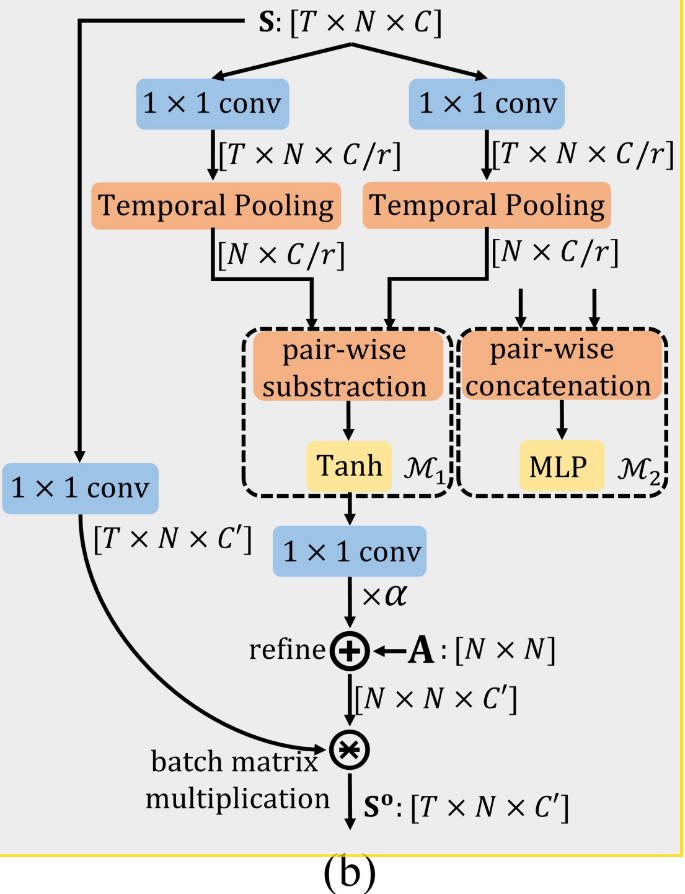 S: [T × N × C]
1 × 1 conv
1 × 1 conv
[T × N × C/r]
[T × N × C/r]
Temporal Pooling
Temporal Pooling
[N × C/r]
[N × C/r]
pair-wise
substraction
pair-wise
concatenation
Tanh
ℳ₁
MLP
ℳ₂
1 × 1 conv
[T × N × C′]
1 × 1 conv
×α
refine
+
A: [N × N]
[N × N × C′]
batch matrix
multiplication
Sᵒ: [T × N × C′]
(b)